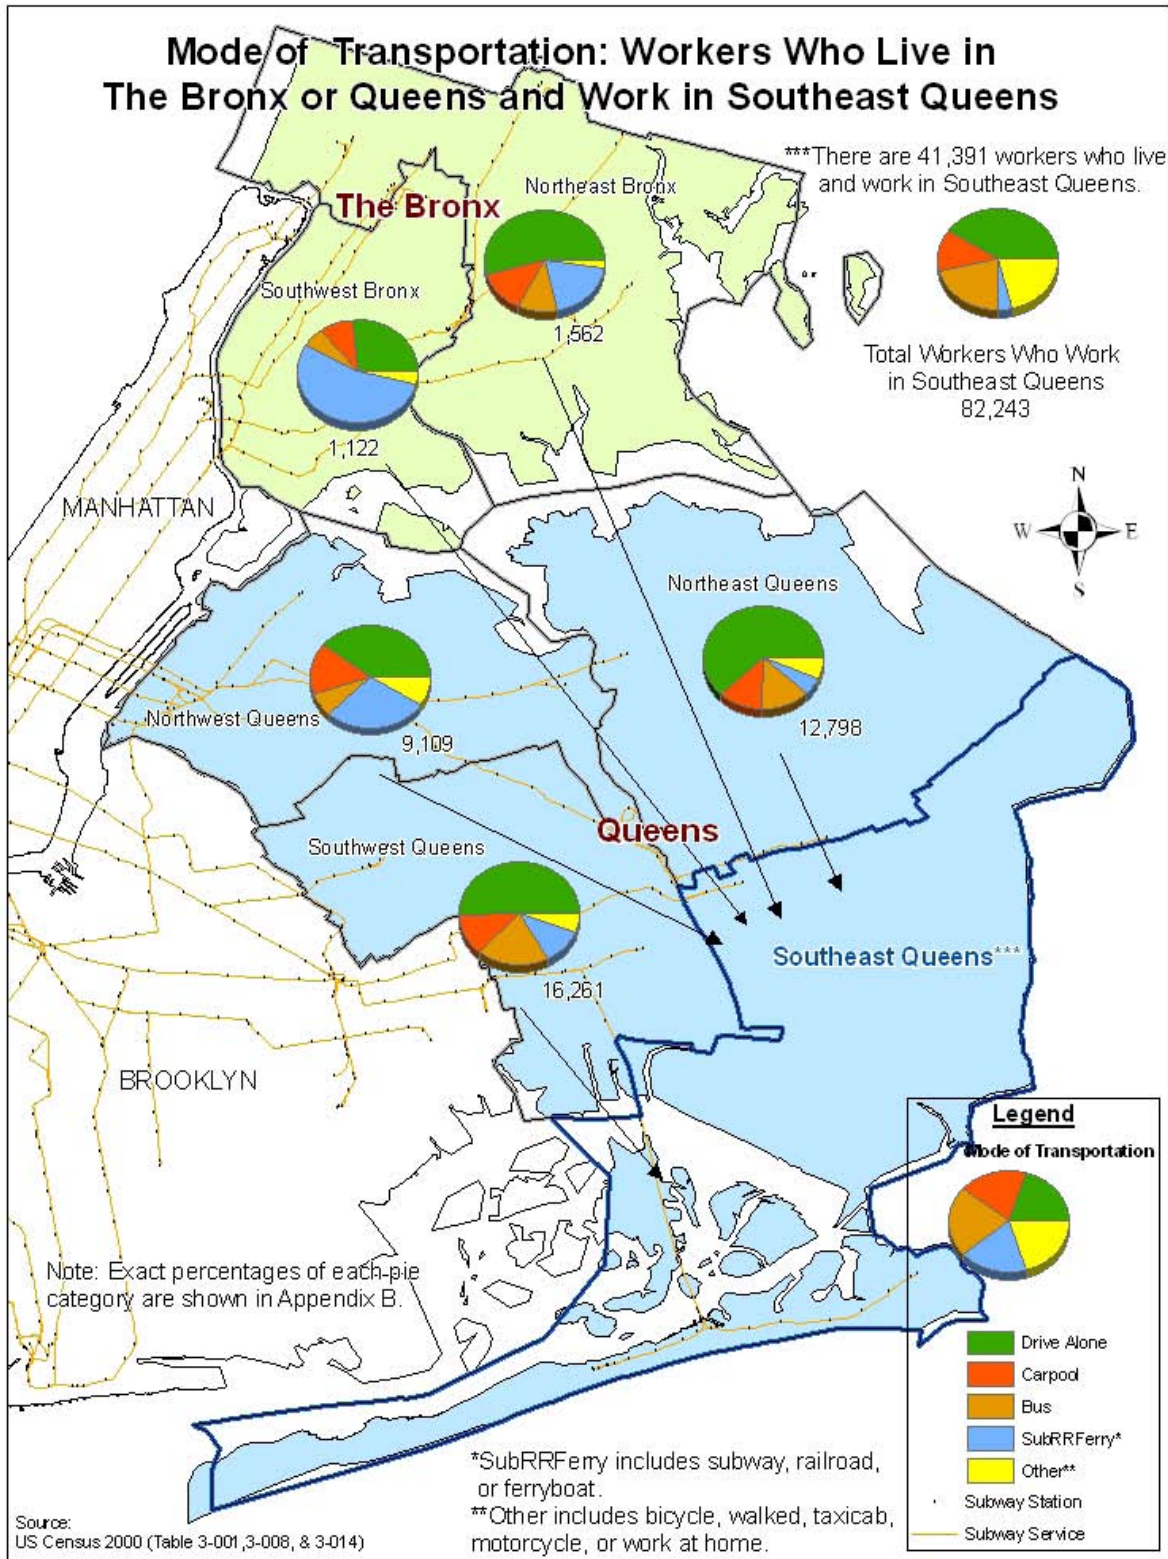 Mode of Transportation: Workers Who Live in
The Bronx or Queens and Work in Southeast Queens
***There are 41,391 workers who live
and work in Southeast Queens.
Northeast Bronx
The Bronx
Southwest Bronx
1,562
Total Workers Who Work
in Southeast Queens
82,243
1,122
MANHATTAN
N
W
E
S
Northeast Queens
Northwest Queens
9,109
12,798
Queens
Southwest Queens
Southeast Queens***
16,261
BROOKLYN
Legend
Mode of Transportation
Note: Exact percentages of each pie
category are shown in Appendix B.
Drive Alone
Carpool
Bus
SubRRFerry*
Other**
Subway Station
Subway Service
*SubRRFerry includes subway, railroad,
or ferryboat.
**Other includes bicycle, walked, taxicab,
motorcycle, or work at home.
Source:
US Census 2000 (Table 3-001,3-008, & 3-014)